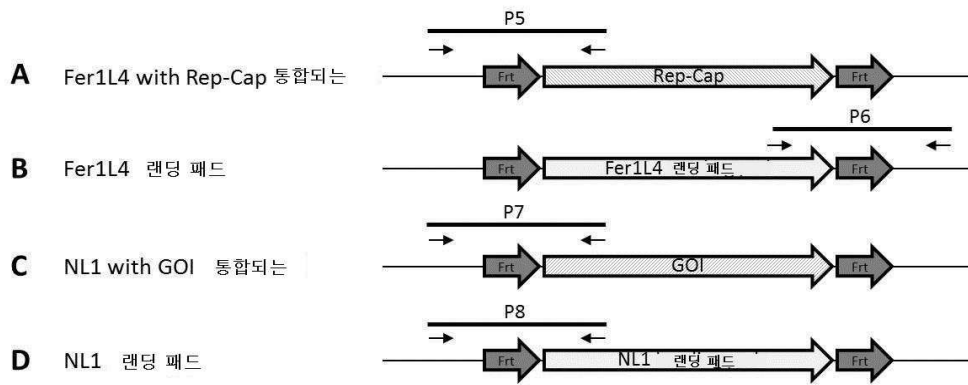 P5
A Fer1L4 with Rep-Cap 통합되는 Frt Rep-Cap Frt
P6
B Fer1L4 랜딩 패드 Frt Fer1L4 랜딩 패드 Frt
P7
C NL1 with GOI 통합되는 Frt GOI Frt
P8
D NL1 랜딩 패드 Frt NL1 랜딩 패드 Frt